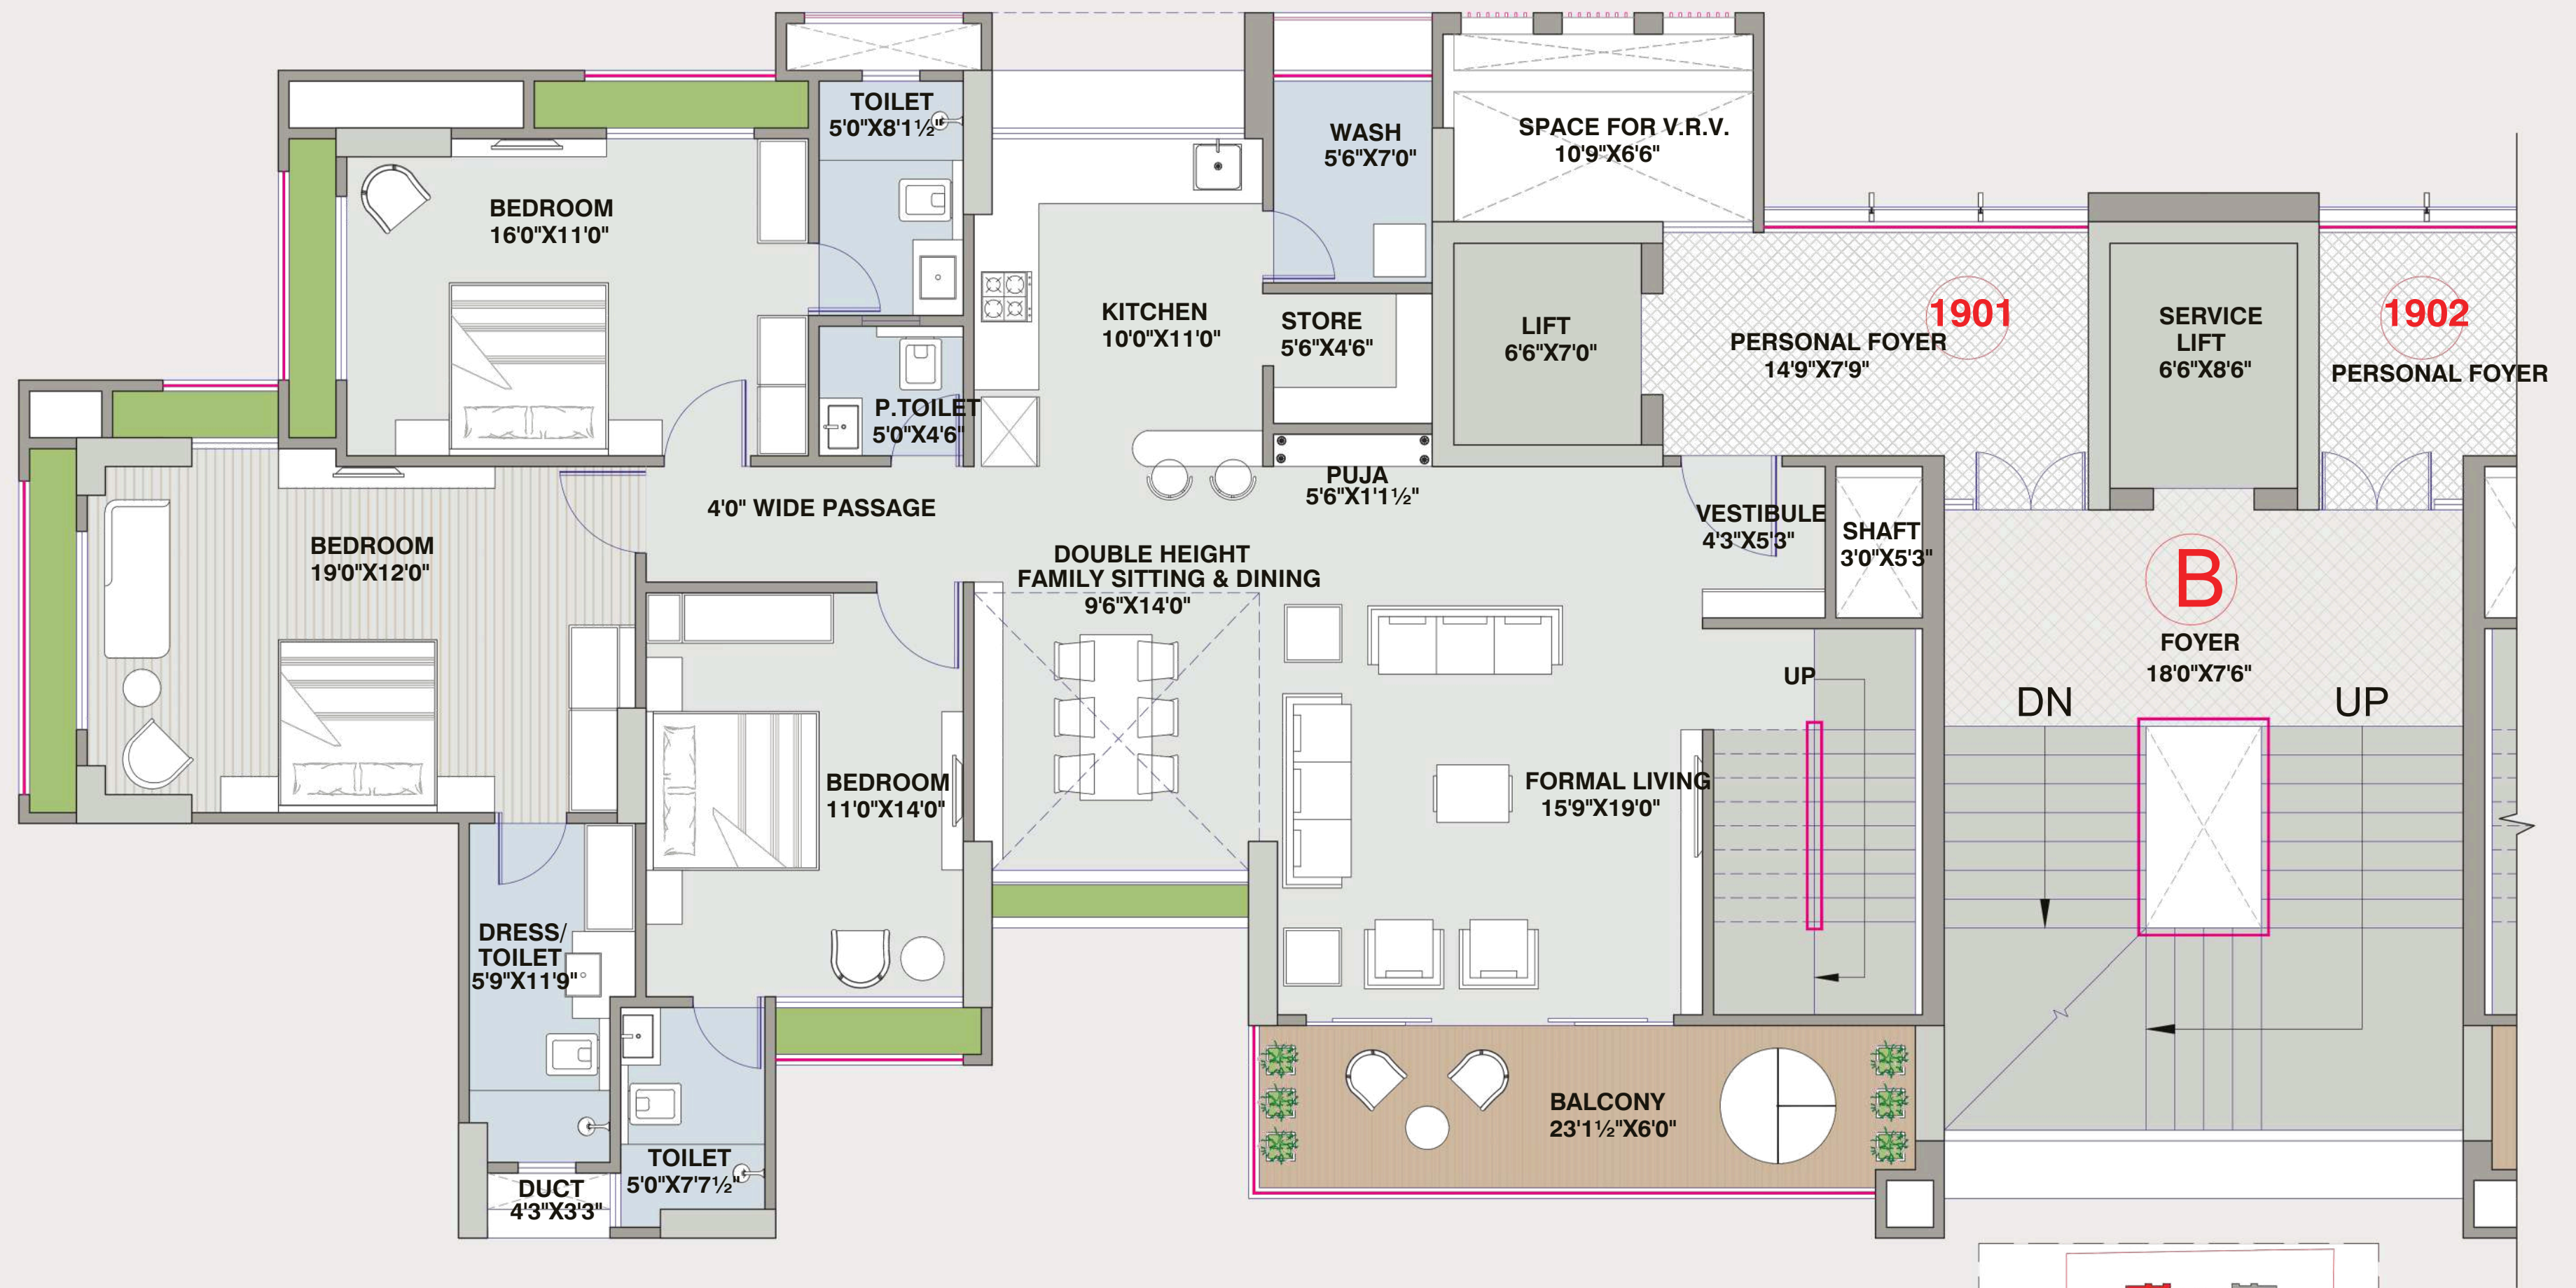 TOILET
5'0"X8'1½"
WASH
5'6"X7'0"
SPACE FOR V.R.V.
10'9"X6'6"
BEDROOM
16'0"X11'0"
KITCHEN
10'0"X11'0"
STORE
5'6"X4'6"
LIFT
6'6"X7'0"
1901
PERSONAL FOYER
14'9"X7'9"
SERVICE
LIFT
6'6"X8'6"
1902
PERSONAL FOYER
P.TOILET
5'0"X4'6"
PUJA
5'6"X1'1½"
4'0" WIDE PASSAGE
VESTIBULE
4'3"X5'3"
SHAFT
3'0"X5'3"
BEDROOM
19'0"X12'0"
DOUBLE HEIGHT
FAMILY SITTING & DINING
9'6"X14'0"
B
FOYER
18'0"X7'6"
UP
DN
UP
BEDROOM
11'0"X14'0"
FORMAL LIVING
15'9"X19'0"
DRESS/
TOILET
5'9"X11'9"
BALCONY
23'1½"X6'0"
TOILET
5'0"X7'7½"
DUCT
4'3"X3'3"